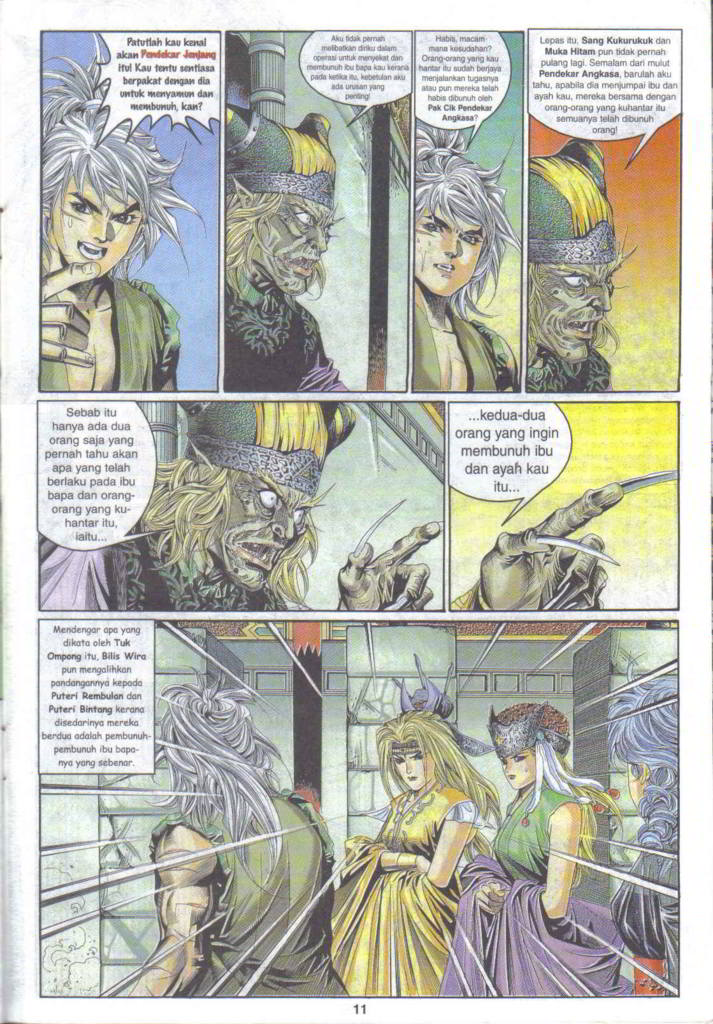 Patutlah kau kenal
akan Pendekar Janjang
itu! Kau tentu sentiasa
berpakat dengan dia
untuk menyamun dan
membunuh, kan?
Aku tidak pernah
melibatkan diriku dalam
operasi untuk menyekat dan
membunuh ibu bapa kau kerana
pada ketika itu, kebetulan aku
ada urusan yang
penting!
Habis, macam-
mana kesudahan?
Orang-orang yang kau
hantar itu sudah berjaya
menjalankan tugasnya
atau pun mereka telah
habis dibunuh oleh
Pak Cik Pendekar
Angkasa?
Lepas itu, Sang Kukurukuk dan
Muka Hitam pun tidak pernah
pulang lagi. Semalam dari mulut
Pendekar Angkasa, barulah aku
tahu, apabila dia menjumpai ibu dan
ayah kau, mereka bersama dengan
orang-orang yang kuhantar itu
semuanya telah dibunuh
orang!
Sebab itu
hanya ada dua
orang saja yang
pernah tahu akan
apa yang telah
berlaku pada ibu
bapa dan orang-
orang yang ku-
hantar itu,
iaitu...
...kedua-dua
orang yang ingin
membunuh ibu
dan ayah kau
itu...
Mendengar apa yang
dikata oleh Tuk
Ompong itu, Bilis Wira
pun mengalihkan
pandangannya kepada
Puteri Rembulan dan
Puteri Bintang kerana
disedarinya mereka
berdua adalah pembunuh-
pembunuh ibu bapa-
nya yang sebenar.
11